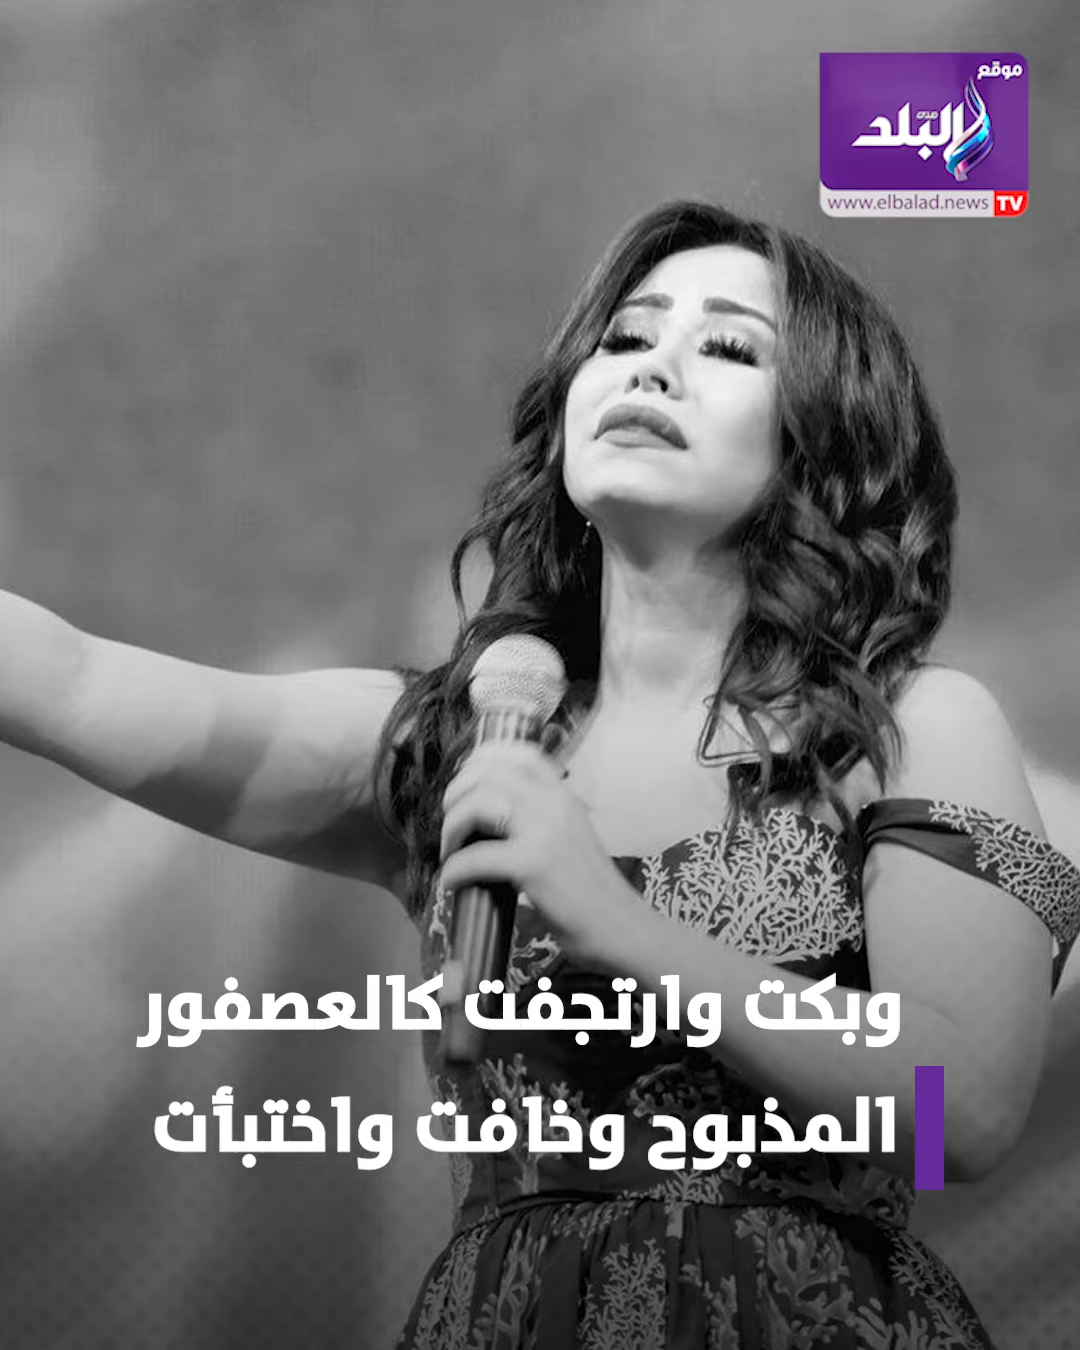 موقع
صدى
البلد
www.elbalad.news TV
وبكت وارتجفت كالعصفور
المذبوح وخافت واختبأت